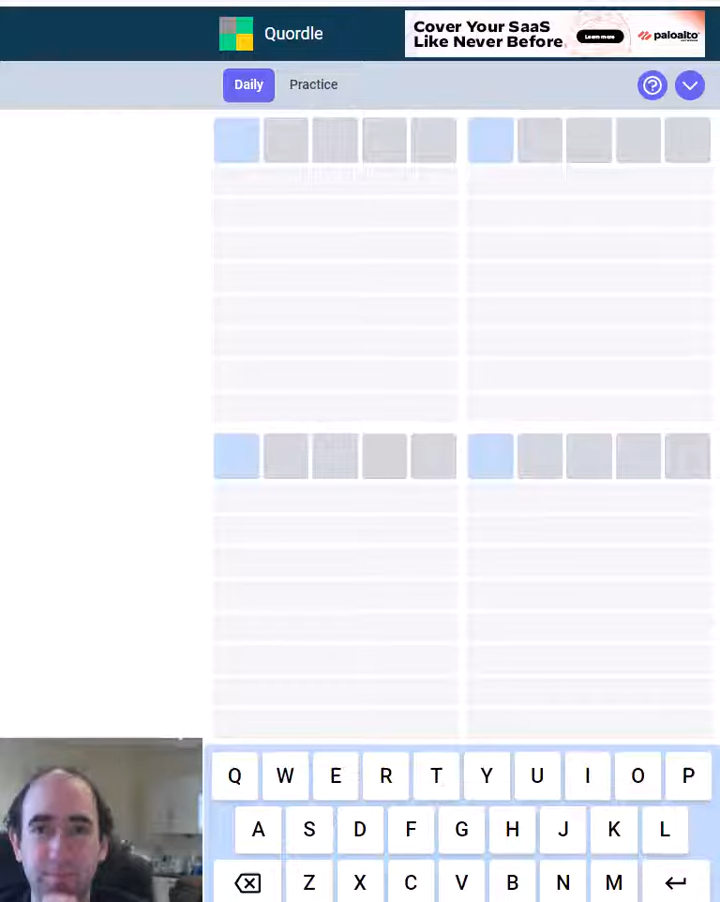 Quordle
Cover Your SaaS
Like Never Before.
Learn more
paloalto
Daily
Practice
Q W E R T Y U I O P
A S D F G H J K L
Z X C V B N M